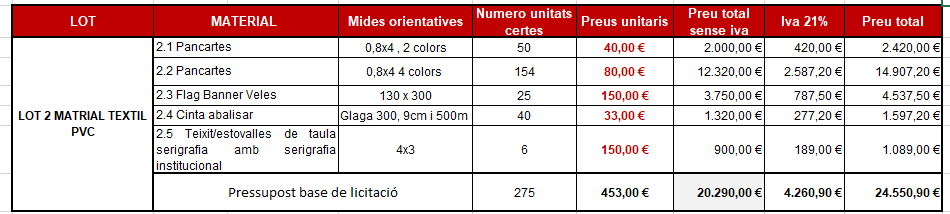 LOT MATERIAL Mides orientatives Numero unitats certes Preus unitaris Preu total sense iva Iva 21% Preu total
LOT 2 MATRIAL TEXTIL PVC
2.1 Pancartes 0,8x4 , 2 colors 50 40,00 € 2.000,00 € 420,00 € 2.420,00 €
2.2 Pancartes 0,8x4 4 colors 154 80,00 € 12.320,00 € 2.587,20 € 14.907,20 €
2.3 Flag Banner Veles 130 x 300 25 150,00 € 3.750,00 € 787,50 € 4.537,50 €
2.4 Cinta abalisar Glaga 300, 9cm i 500m 40 33,00 € 1.320,00 € 277,20 € 1.597,20 €
2.5 Teixit/estovalles de taula serigrafia amb serigrafia institucional 4x3 6 150,00 € 900,00 € 189,00 € 1.089,00 €
Pressupost base de licitació 275 453,00 € 20.290,00 € 4.260,90 € 24.550,90 €